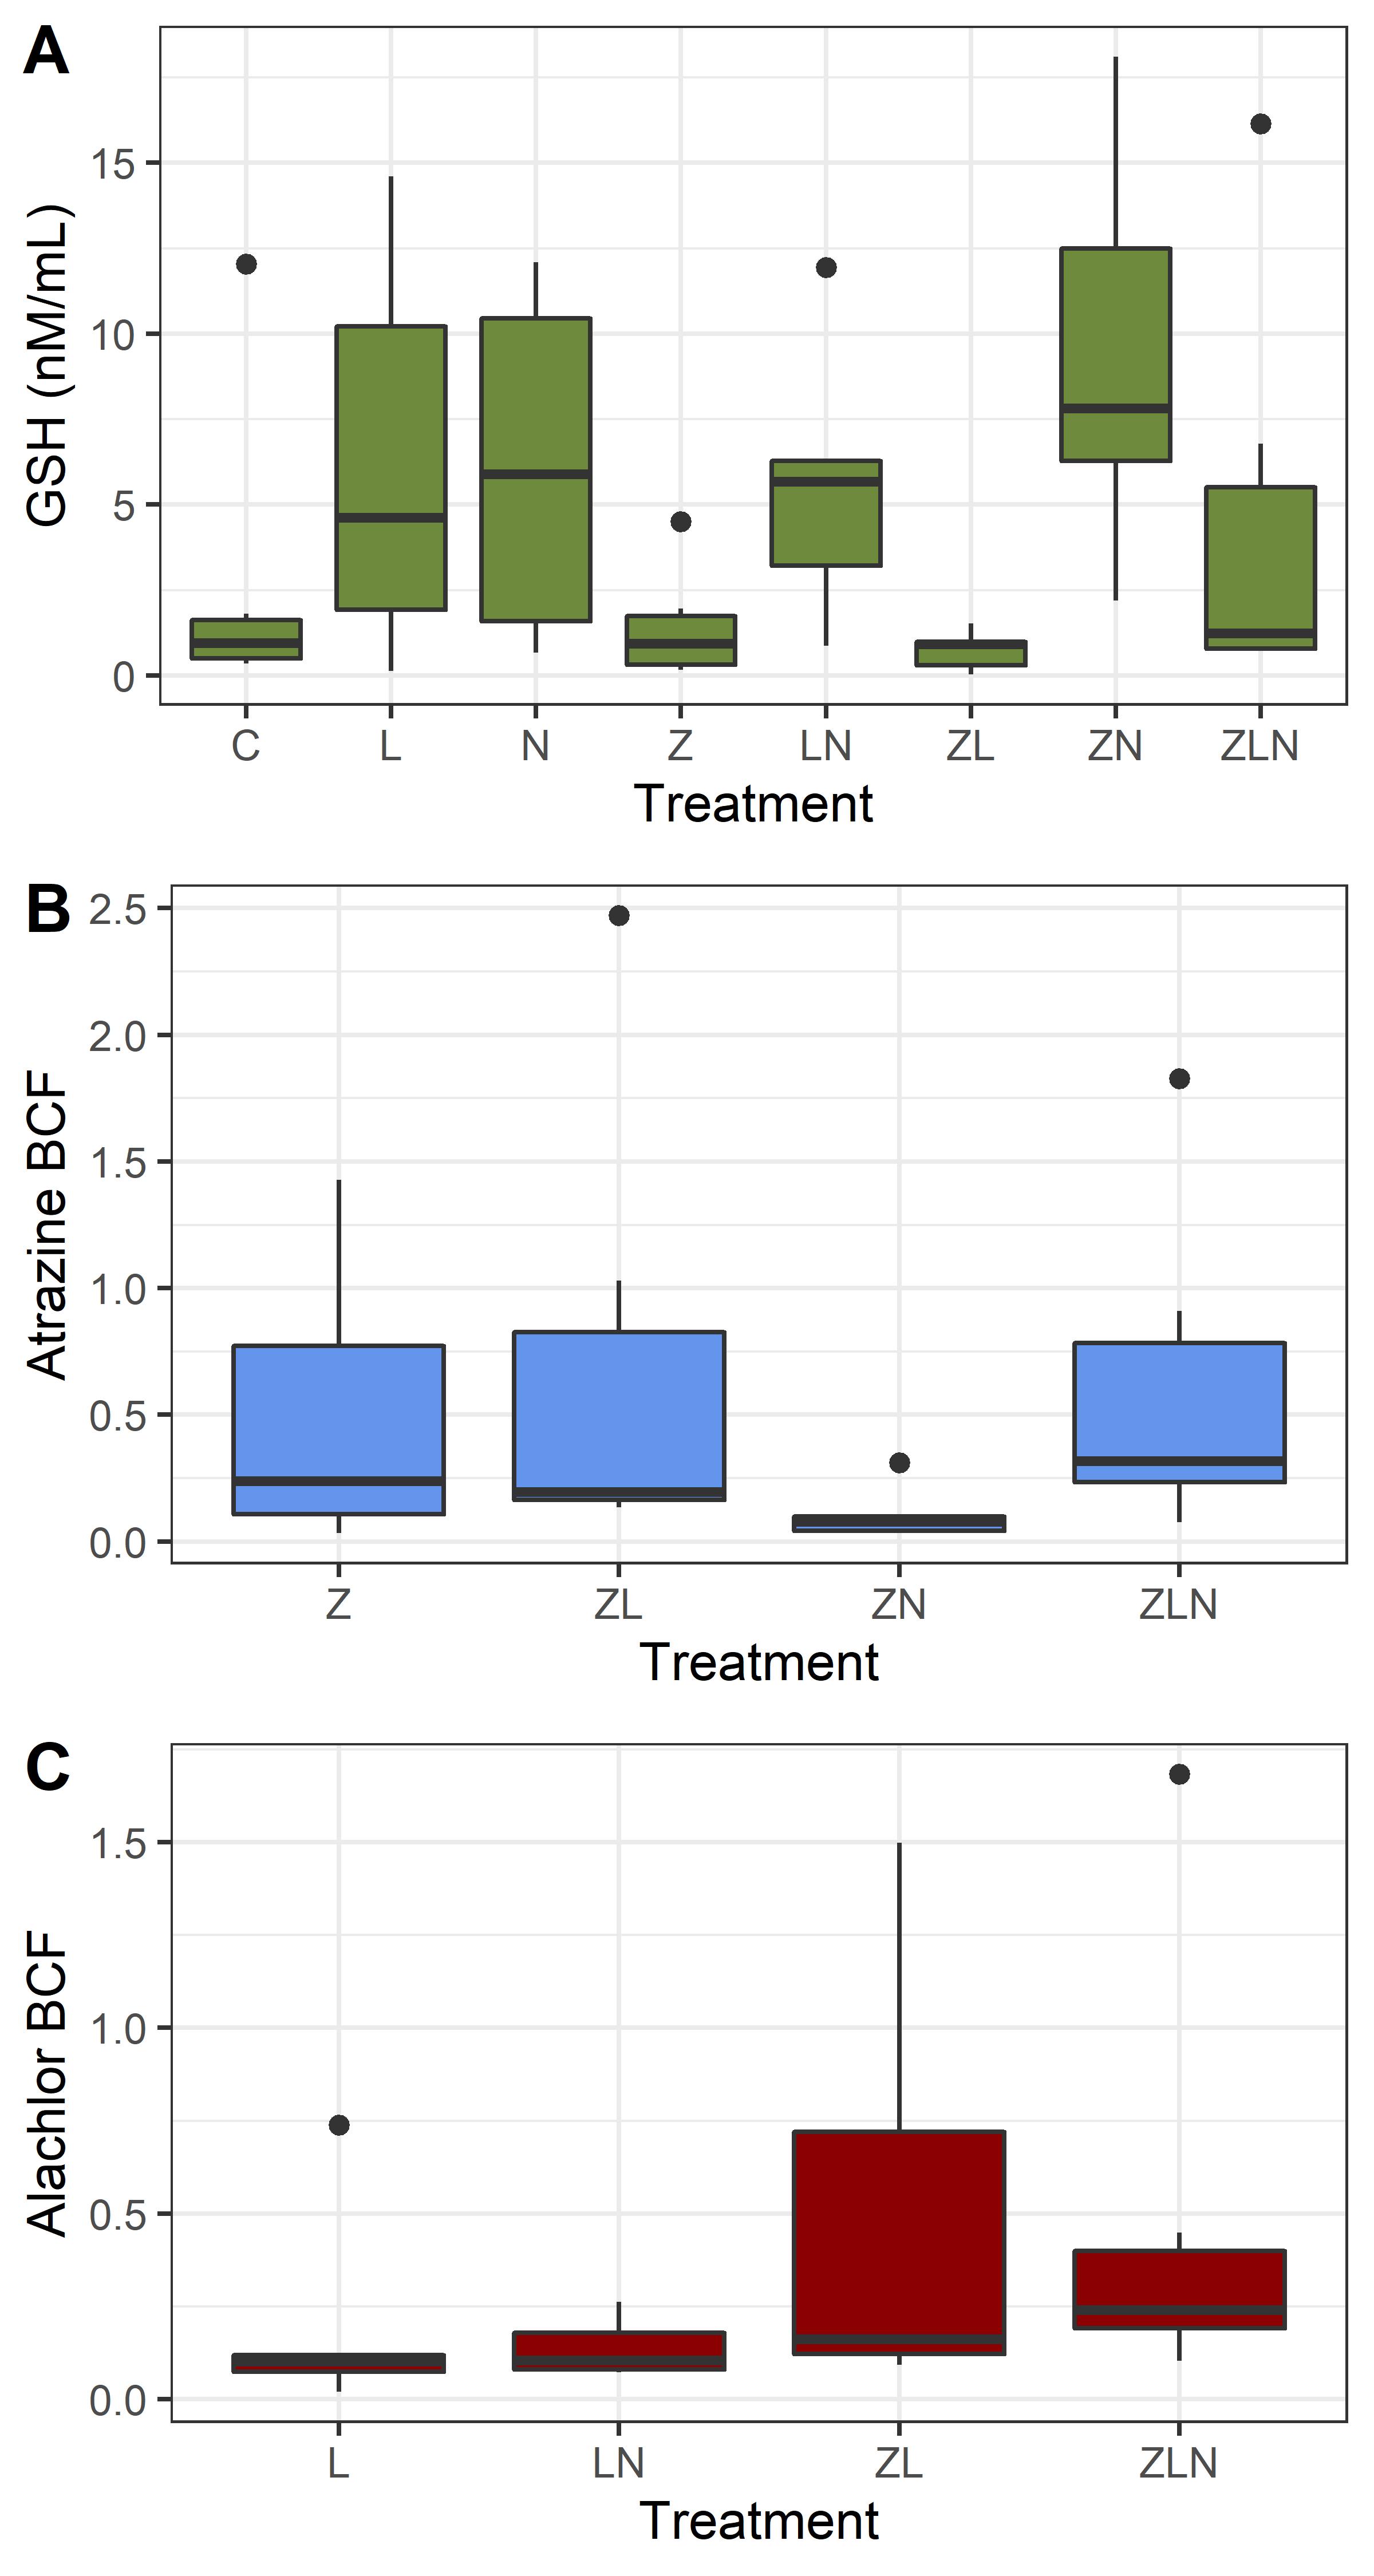 A
GSH (nM/mL)
15
10
5
0
C L N Z LN ZL ZN ZLN
Treatment
B
Atrazine BCF
2.5
2.0
1.5
1.0
0.5
0.0
Z ZL ZN ZLN
Treatment
C
Alachlor BCF
1.5
1.0
0.5
0.0
L LN ZL ZLN
Treatment